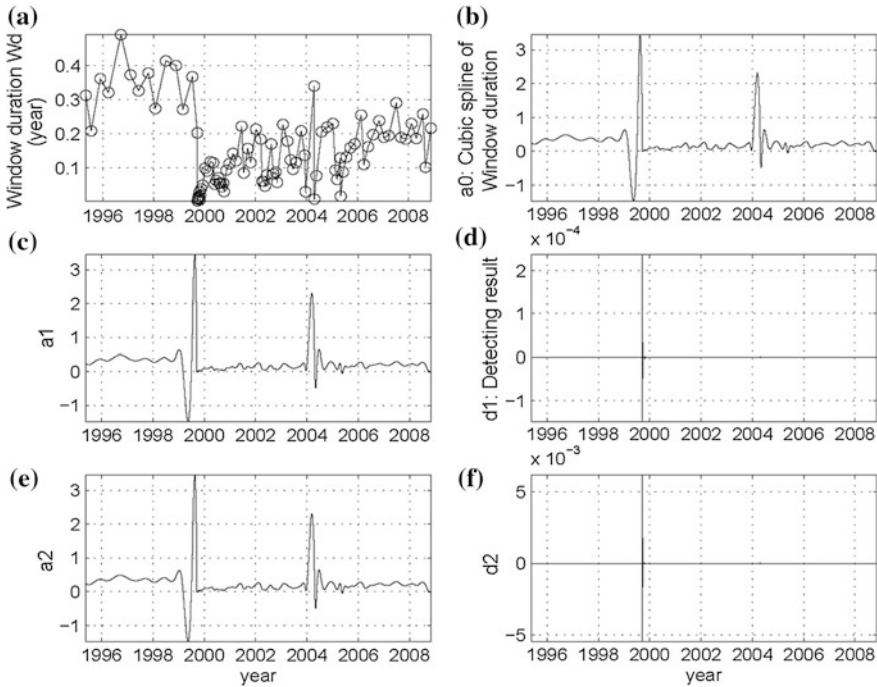 (a)
Window duration Wd
(year)
0.4
0.3
0.2
0.1
1996 1998 2000 2002 2004 2006 2008
(b)
a0: Cubic spline of
Window duration
3
2
1
0
−1
1996 1998 2000 2002 2004 2006 2008
(c)
a1
3
2
1
0
−1
1996 1998 2000 2002 2004 2006 2008
(d)
x 10⁻⁴
d1: Detecting result
2
1
0
−1
1996 1998 2000 2002 2004 2006 2008
(e)
a2
3
2
1
0
−1
1996 1998 2000 2002 2004 2006 2008
year
(f)
x 10⁻³
d2
5
0
−5
1996 1998 2000 2002 2004 2006 2008
year